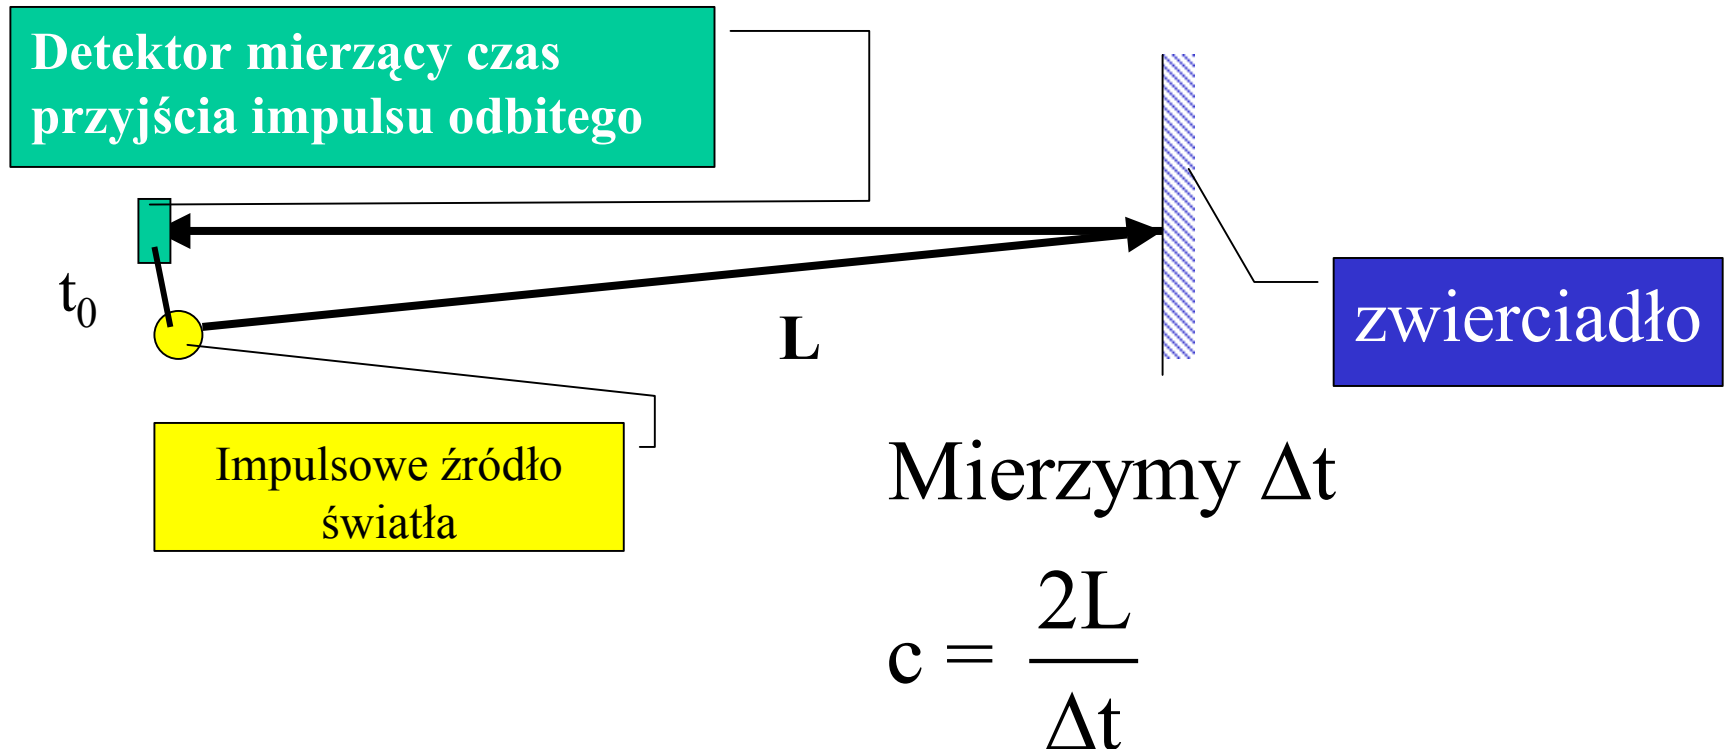 Detektor mierzący czas
przyjścia impulsu odbitego
t₀
L
zwierciadło
Impulsowe źródło
światła
Mierzymy Δt
c = 2L
Δt